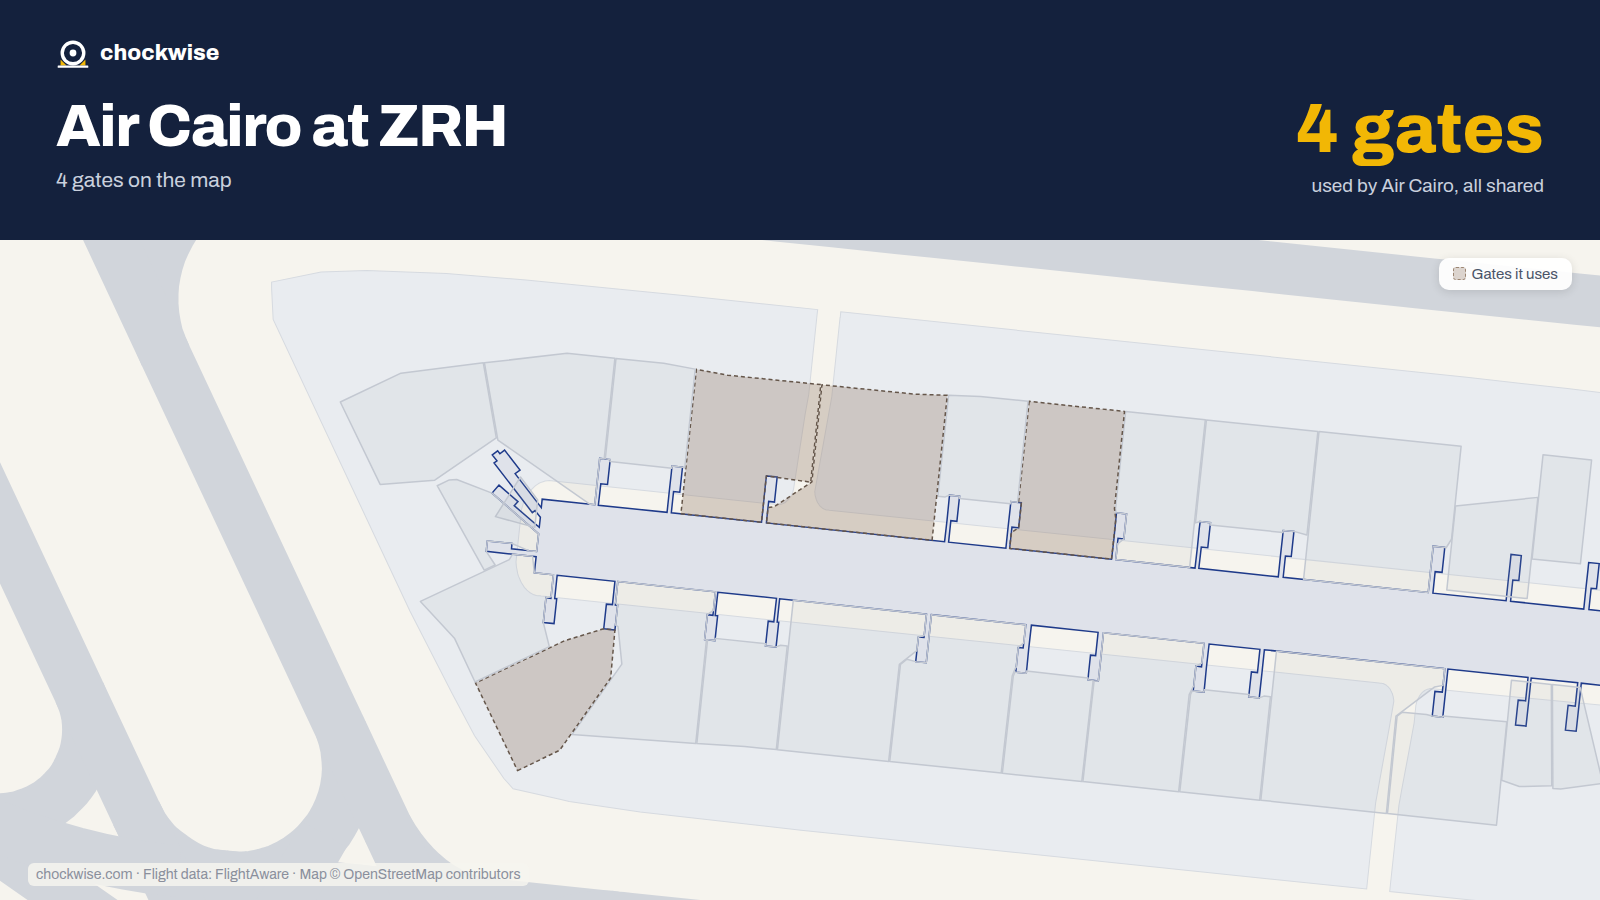 chockwise
Air Cairo at ZRH
4 gates on the map
4 gates
used by Air Cairo, all shared
Gates it uses
chockwise.com · Flight data: FlightAware · Map © OpenStreetMap contributors